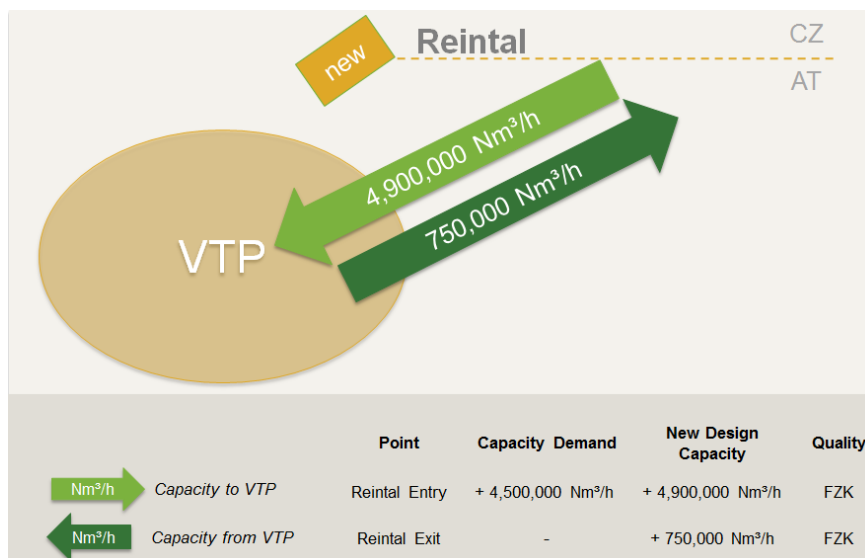 new
Reintal
CZ
AT
4,900,000 Nm³/h
750,000 Nm³/h
VTP
Point Capacity Demand New Design
Capacity Quality
Nm³/h Capacity to VTP Reintal Entry + 4,500,000 Nm³/h + 4,900,000 Nm³/h FZK
Nm³/h Capacity from VTP Reintal Exit - + 750,000 Nm³/h FZK